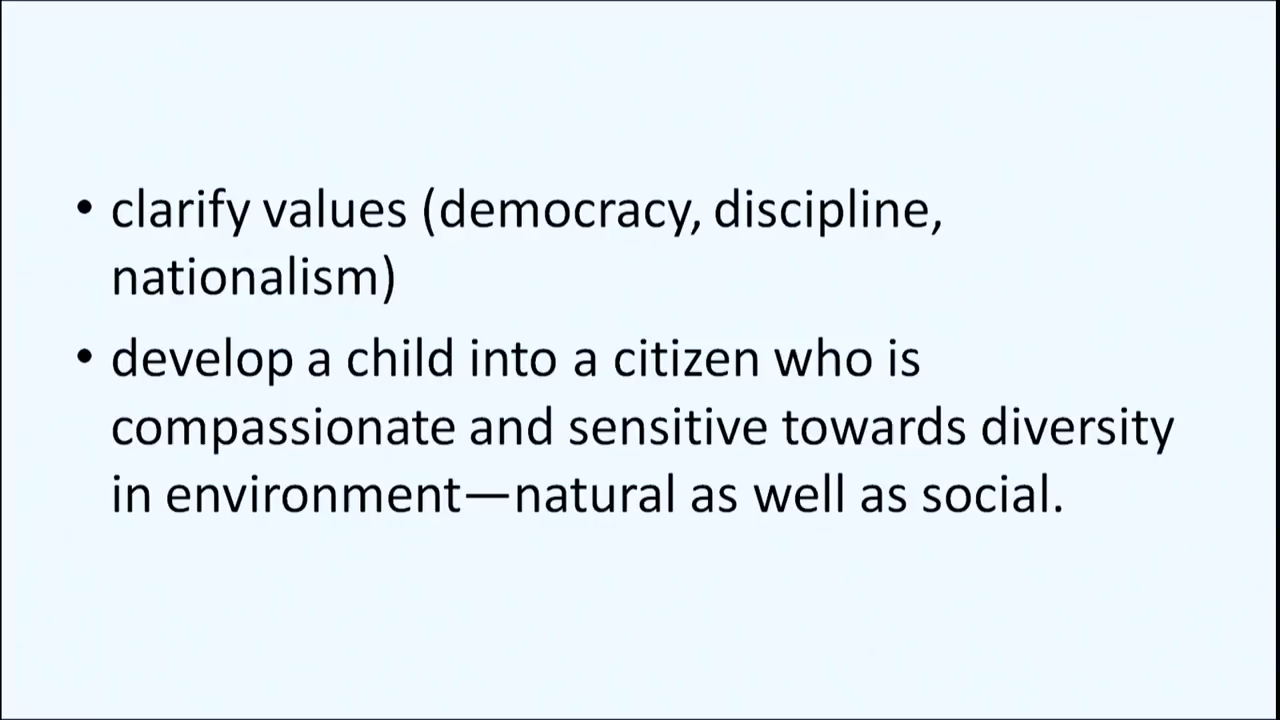 • clarify values (democracy, discipline,
nationalism)
• develop a child into a citizen who is
compassionate and sensitive towards diversity
in environment—natural as well as social.